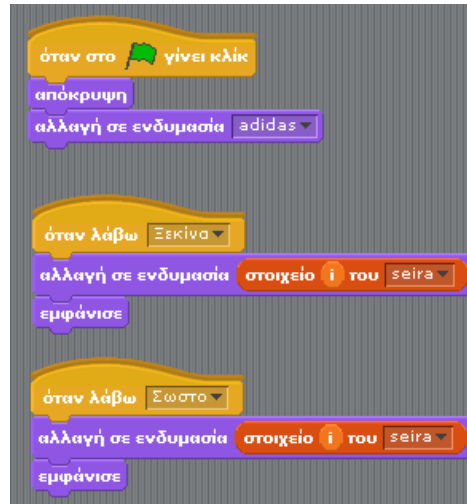 όταν στο γίνει κλίκ
απόκρυψη
αλλαγή σε ενδυμασία adidas
όταν λάβω Ξεκίνα
αλλαγή σε ενδυμασία στοιχείο i του seira
εμφάνισε
όταν λάβω Σωστο
αλλαγή σε ενδυμασία στοιχείο i του seira
εμφάνισε